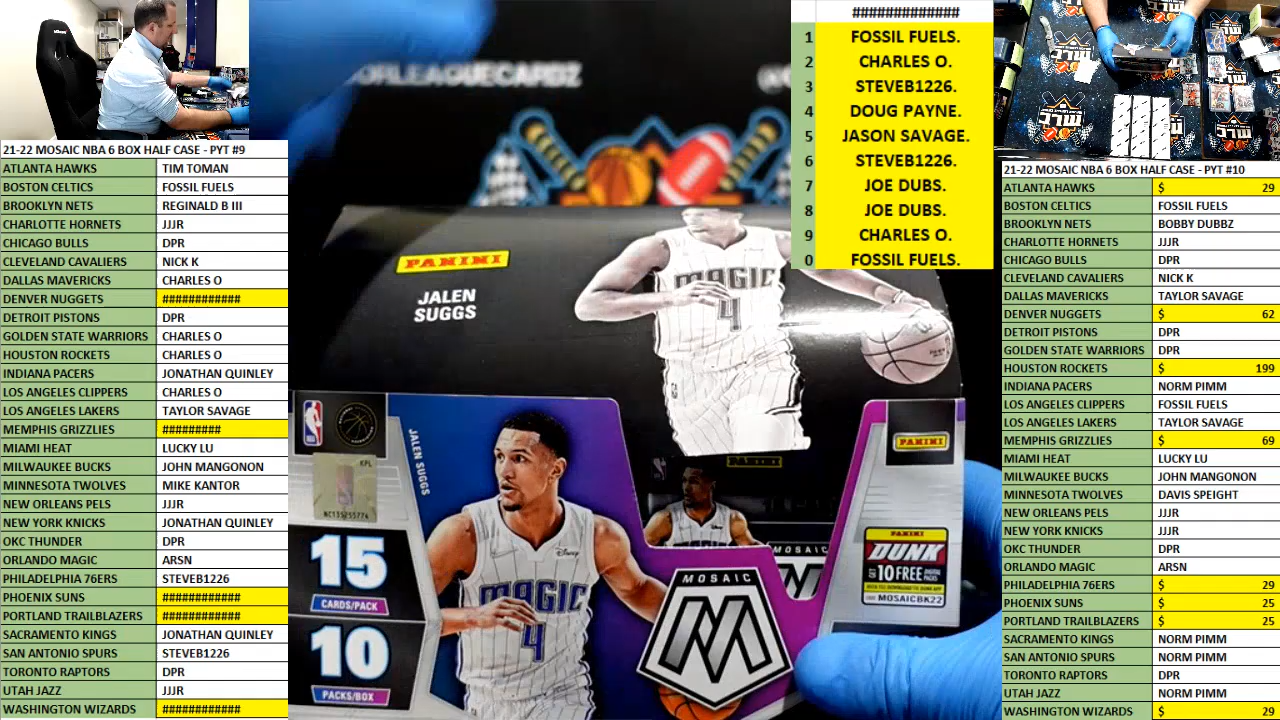 21-22 MOSAIC NBA 6 BOX HALF CASE - PYT #9
ATLANTA HAWKS TIM TOMAN
BOSTON CELTICS FOSSIL FUELS
BROOKLYN NETS REGINALD B III
CHARLOTTE HORNETS JJJR
CHICAGO BULLS DPR
CLEVELAND CAVALIERS NICK K
DALLAS MAVERICKS CHARLES O
DENVER NUGGETS ############
DETROIT PISTONS DPR
GOLDEN STATE WARRIORS CHARLES O
HOUSTON ROCKETS CHARLES O
INDIANA PACERS JONATHAN QUINLEY
LOS ANGELES CLIPPERS CHARLES O
LOS ANGELES LAKERS TAYLOR SAVAGE
MEMPHIS GRIZZLIES #########
MIAMI HEAT LUCKY LU
MILWAUKEE BUCKS JOHN MANGONON
MINNESOTA TWOLVES MIKE KANTOR
NEW ORLEANS PELS JJJR
NEW YORK KNICKS JONATHAN QUINLEY
OKC THUNDER DPR
ORLANDO MAGIC ARSN
PHILADELPHIA 76ERS STEVEB1226
PHOENIX SUNS ############
PORTLAND TRAILBLAZERS ############
SACRAMENTO KINGS JONATHAN QUINLEY
SAN ANTONIO SPURS STEVEB1226
TORONTO RAPTORS DPR
UTAH JAZZ JJJR
WASHINGTON WIZARDS ############
PANINI
JALEN
SUGGS
MAGIC
4
NBA
JALEN SUGGS
KPL
15
CARDS/PACK
10
PACKS/BOX
Disney
MAGIC
4
MOSAIC
MOSAIC
PANINI
PANINI
DUNK
GET 10 FREE DIGITAL PACKS
MOSAICBK22
#############
1 FOSSIL FUELS.
2 CHARLES O.
3 STEVEB1226.
4 DOUG PAYNE.
5 JASON SAVAGE.
6 STEVEB1226.
7 JOE DUBS.
8 JOE DUBS.
9 CHARLES O.
0 FOSSIL FUELS.
MLC
21-22 MOSAIC NBA 6 BOX HALF CASE - PYT #10
ATLANTA HAWKS $ 29
BOSTON CELTICS FOSSIL FUELS
BROOKLYN NETS BOBBY DUBBZ
CHARLOTTE HORNETS JJJR
CHICAGO BULLS DPR
CLEVELAND CAVALIERS NICK K
DALLAS MAVERICKS TAYLOR SAVAGE
DENVER NUGGETS $ 62
DETROIT PISTONS DPR
GOLDEN STATE WARRIORS DPR
HOUSTON ROCKETS $ 199
INDIANA PACERS NORM PIMM
LOS ANGELES CLIPPERS FOSSIL FUELS
LOS ANGELES LAKERS TAYLOR SAVAGE
MEMPHIS GRIZZLIES $ 69
MIAMI HEAT LUCKY LU
MILWAUKEE BUCKS JOHN MANGONON
MINNESOTA TWOLVES DAVIS SPEIGHT
NEW ORLEANS PELS JJJR
NEW YORK KNICKS JJJR
OKC THUNDER DPR
ORLANDO MAGIC ARSN
PHILADELPHIA 76ERS $ 29
PHOENIX SUNS $ 25
PORTLAND TRAILBLAZERS $ 25
SACRAMENTO KINGS NORM PIMM
SAN ANTONIO SPURS NORM PIMM
TORONTO RAPTORS DPR
UTAH JAZZ NORM PIMM
WASHINGTON WIZARDS $ 29